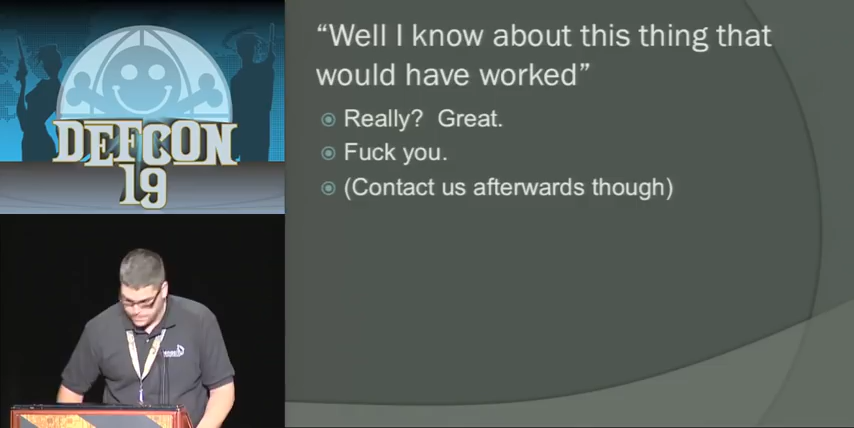 DEFCON
19
“Well I know about this thing that
would have worked”
Really?  Great.
Fuck you.
(Contact us afterwards though)